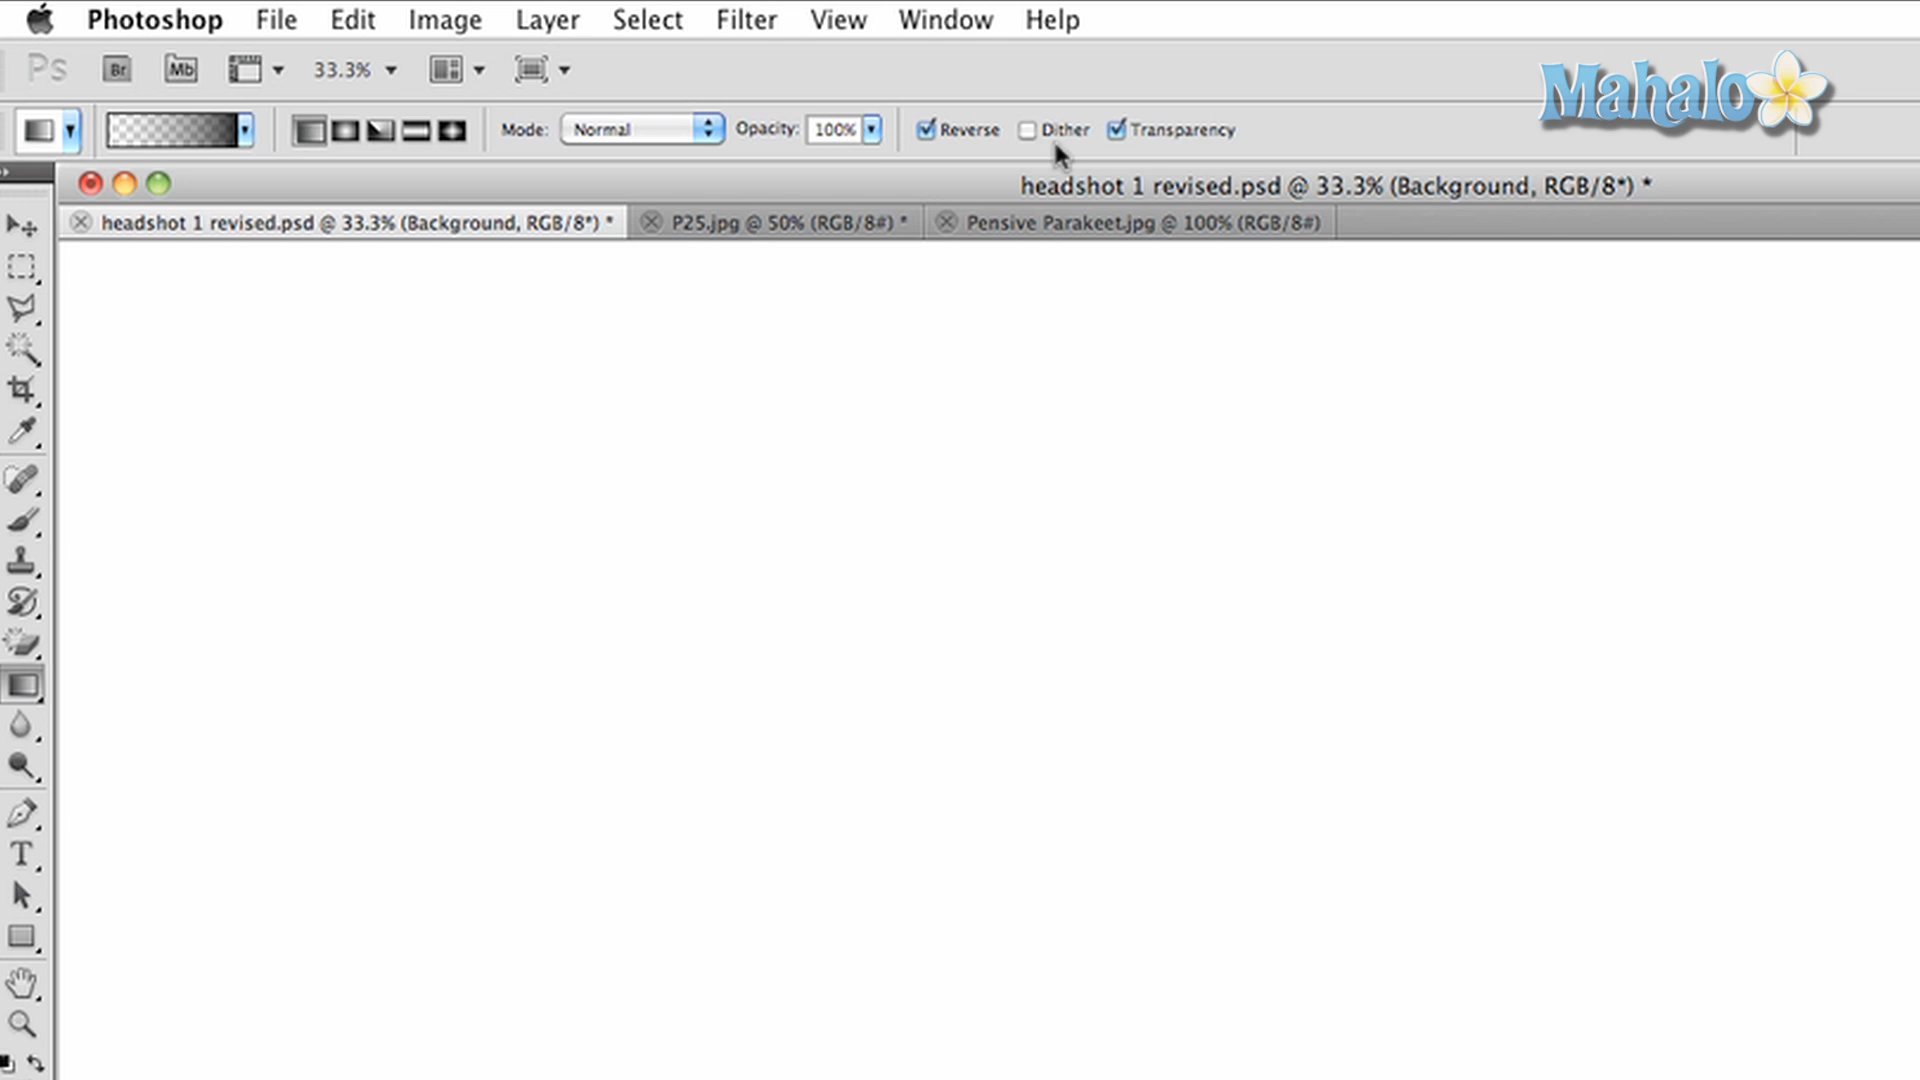 Photoshop File Edit Image Layer Select Filter View Window Help
Ps Br Mb 33.3%
Mahalo
Mode: Normal Opacity: 100% Reverse Dither Transparency
headshot 1 revised.psd @ 33.3% (Background, RGB/8*) *
headshot 1 revised.psd @ 33.3% (Background, RGB/8*) * P25.jpg @ 50% (RGB/8#) * Pensive Parakeet.jpg @ 100% (RGB/8#)
T